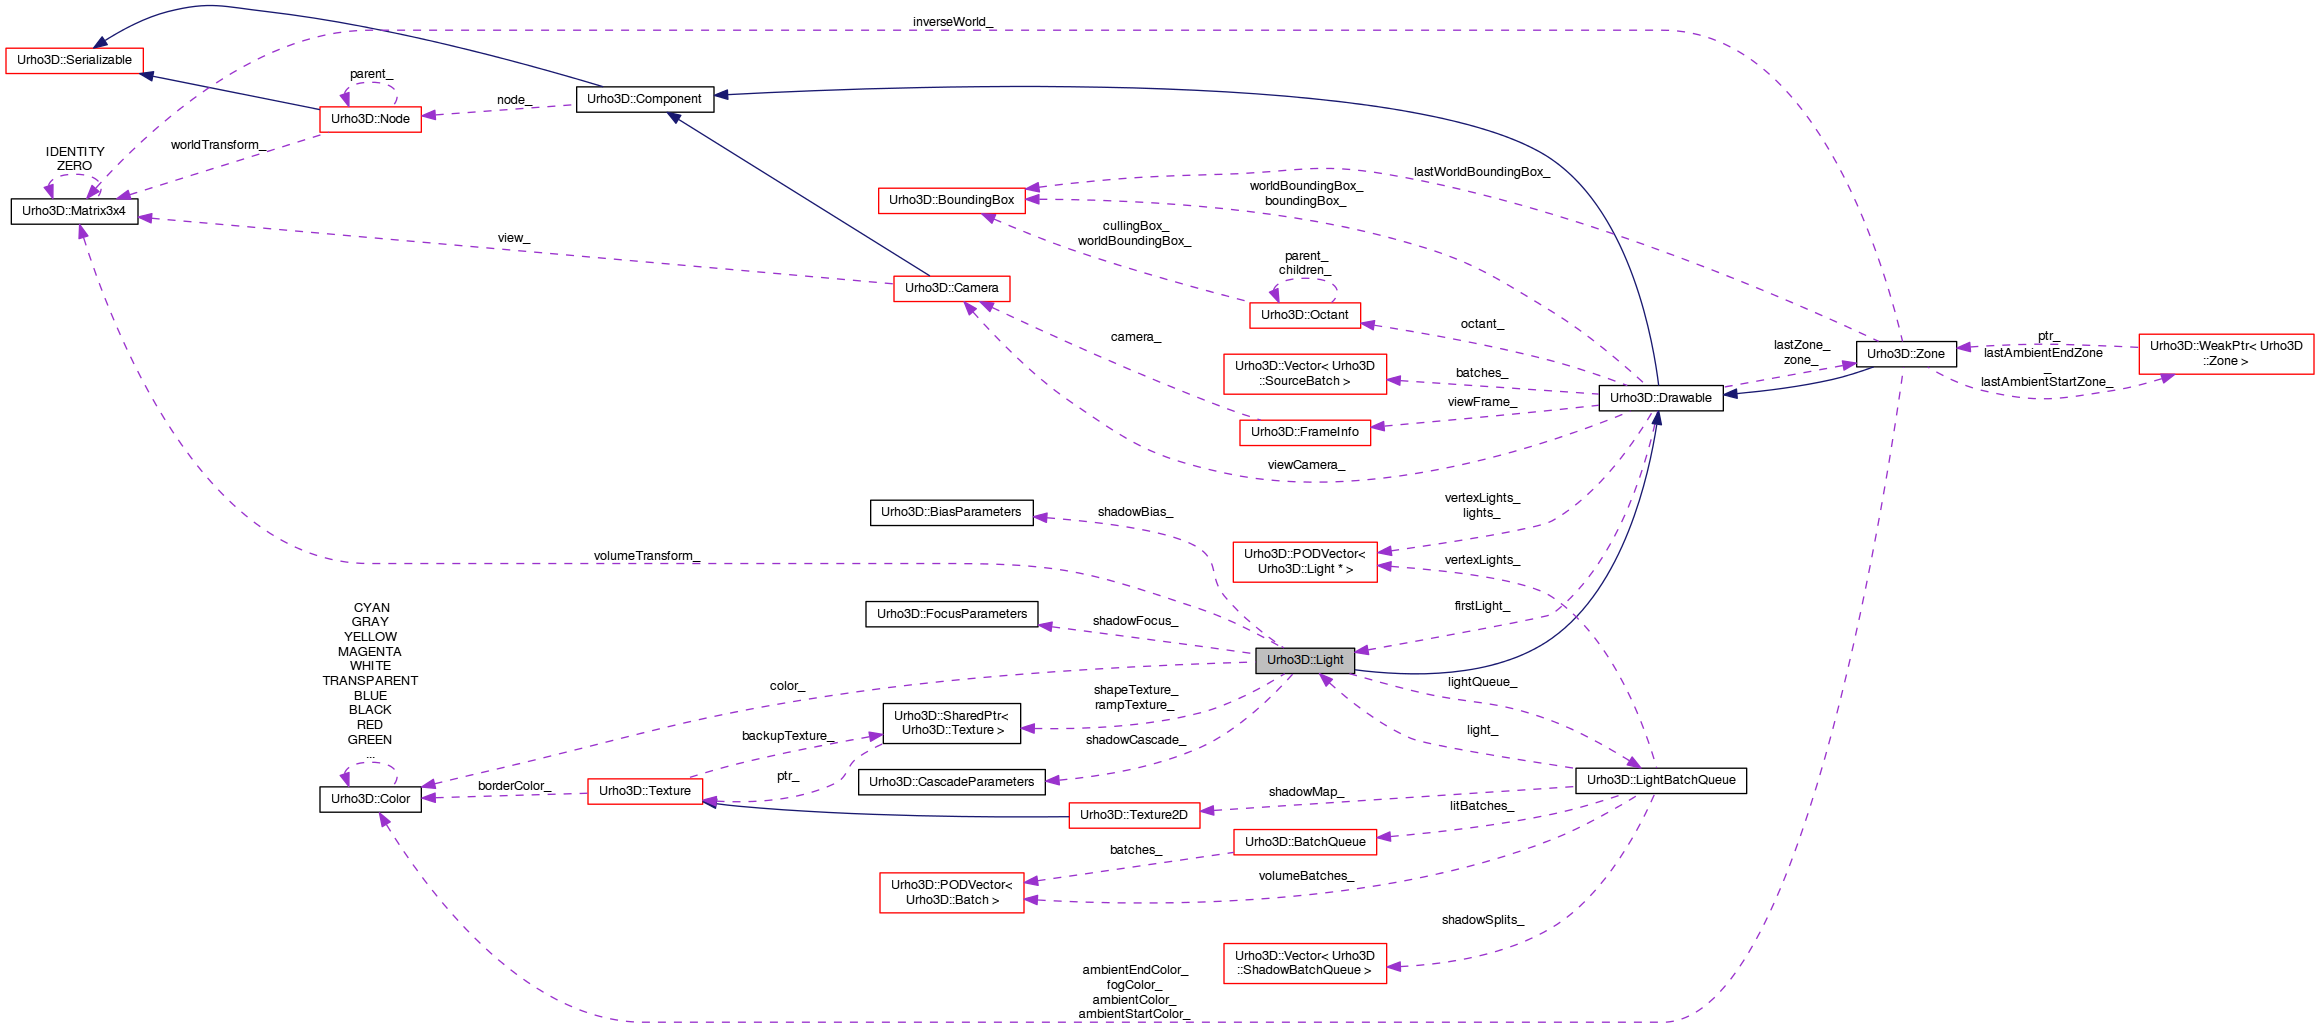 inverseWorld_
Urho3D::Serializable
parent_
node_
Urho3D::Component
Urho3D::Node
IDENTITY
ZERO
worldTransform_
Urho3D::Matrix3x4
lastWorldBoundingBox_
worldBoundingBox_
boundingBox_
Urho3D::BoundingBox
cullingBox_
worldBoundingBox_
view_
parent_
children_
Urho3D::Camera
Urho3D::Octant
octant_
camera_
lastZone_
zone_
Urho3D::Zone
ptr_
lastAmbientEndZone
_
lastAmbientStartZone_
Urho3D::WeakPtr< Urho3D
::Zone >
Urho3D::Vector< Urho3D
::SourceBatch >
batches_
Urho3D::Drawable
viewFrame_
Urho3D::FrameInfo
viewCamera_
vertexLights_
lights_
Urho3D::BiasParameters
shadowBias_
volumeTransform_
Urho3D::PODVector<
Urho3D::Light * >
vertexLights_
firstLight_
Urho3D::FocusParameters
shadowFocus_
Urho3D::Light
CYAN
GRAY
YELLOW
MAGENTA
WHITE
TRANSPARENT
BLUE
BLACK
RED
GREEN
...
color_
lightQueue_
shapeTexture_
rampTexture_
Urho3D::SharedPtr<
Urho3D::Texture >
backupTexture_
shadowCascade_
light_
ptr_
Urho3D::CascadeParameters
Urho3D::LightBatchQueue
borderColor_
Urho3D::Color
Urho3D::Texture
shadowMap_
litBatches_
Urho3D::Texture2D
Urho3D::BatchQueue
batches_
volumeBatches_
Urho3D::PODVector<
Urho3D::Batch >
shadowSplits_
Urho3D::Vector< Urho3D
::ShadowBatchQueue >
ambientEndColor_
fogColor_
ambientColor_
ambientStartColor_